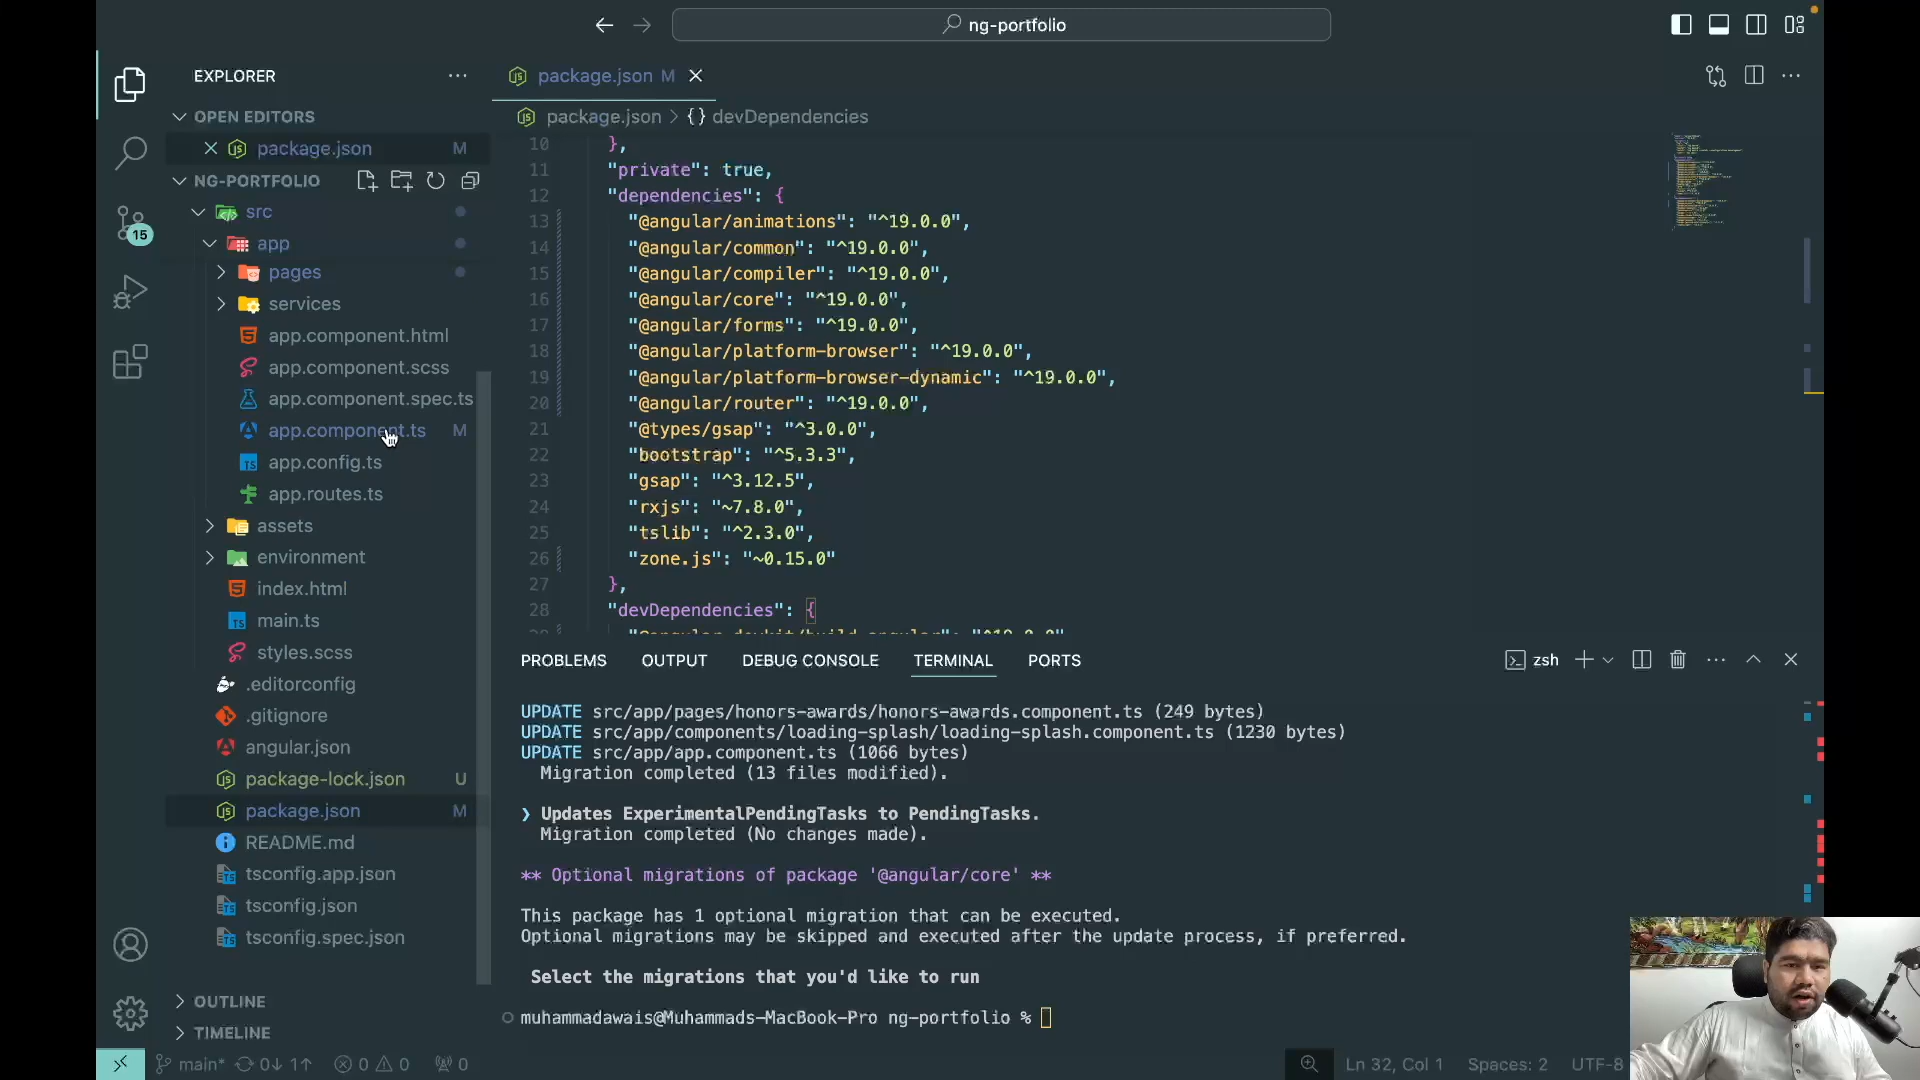 ng-portfolio
EXPLORER
OPEN EDITORS
package.json M
NG-PORTFOLIO
src
app
pages
services
app.component.html
app.component.scss
app.component.spec.ts
app.component.ts M
app.config.ts
app.routes.ts
assets
environment
index.html
main.ts
styles.scss
.editorconfig
.gitignore
angular.json
package-lock.json U
package.json M
README.md
tsconfig.app.json
tsconfig.json
tsconfig.spec.json
OUTLINE
TIMELINE
15
package.json M
package.json > {} devDependencies
10 },
11 "private": true,
12 "dependencies": {
13 "@angular/animations": "^19.0.0",
14 "@angular/common": "^19.0.0",
15 "@angular/compiler": "^19.0.0",
16 "@angular/core": "^19.0.0",
17 "@angular/forms": "^19.0.0",
18 "@angular/platform-browser": "^19.0.0",
19 "@angular/platform-browser-dynamic": "^19.0.0",
20 "@angular/router": "^19.0.0",
21 "@types/gsap": "^3.0.0",
22 "bootstrap": "^5.3.3",
23 "gsap": "^3.12.5",
24 "rxjs": "~7.8.0",
25 "tslib": "^2.3.0",
26 "zone.js": "~0.15.0"
27 },
28 "devDependencies": {
PROBLEMS OUTPUT DEBUG CONSOLE TERMINAL PORTS
zsh
UPDATE src/app/pages/honors-awards/honors-awards.component.ts (249 bytes)
UPDATE src/app/components/loading-splash/loading-splash.component.ts (1230 bytes)
UPDATE src/app/app.component.ts (1066 bytes)
Migration completed (13 files modified).
❯ Updates ExperimentalPendingTasks to PendingTasks.
Migration completed (No changes made).
** Optional migrations of package '@angular/core' **
This package has 1 optional migration that can be executed.
Optional migrations may be skipped and executed after the update process, if preferred.
Select the migrations that you'd like to run
muhammadawais@Muhammads-MacBook-Pro ng-portfolio %
main* 0↓ 1↑ 0 0 0
Ln 32, Col 1 Spaces: 2 UTF-8